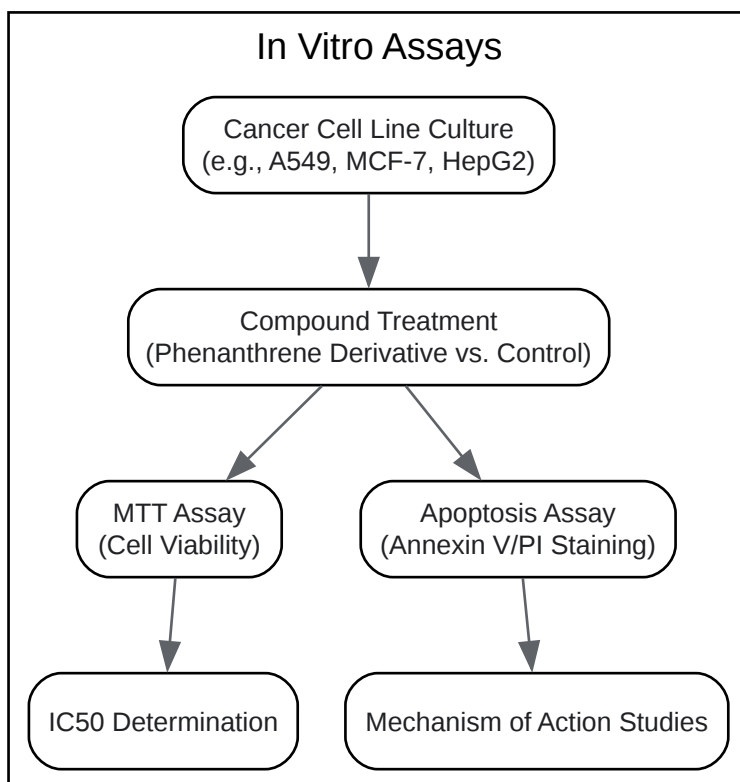 In Vitro Assays
Cancer Cell Line Culture
(e.g., A549, MCF-7, HepG2)
Compound Treatment
(Phenanthrene Derivative vs. Control)
MTT Assay
(Cell Viability)
Apoptosis Assay
(Annexin V/PI Staining)
IC50 Determination
Mechanism of Action Studies